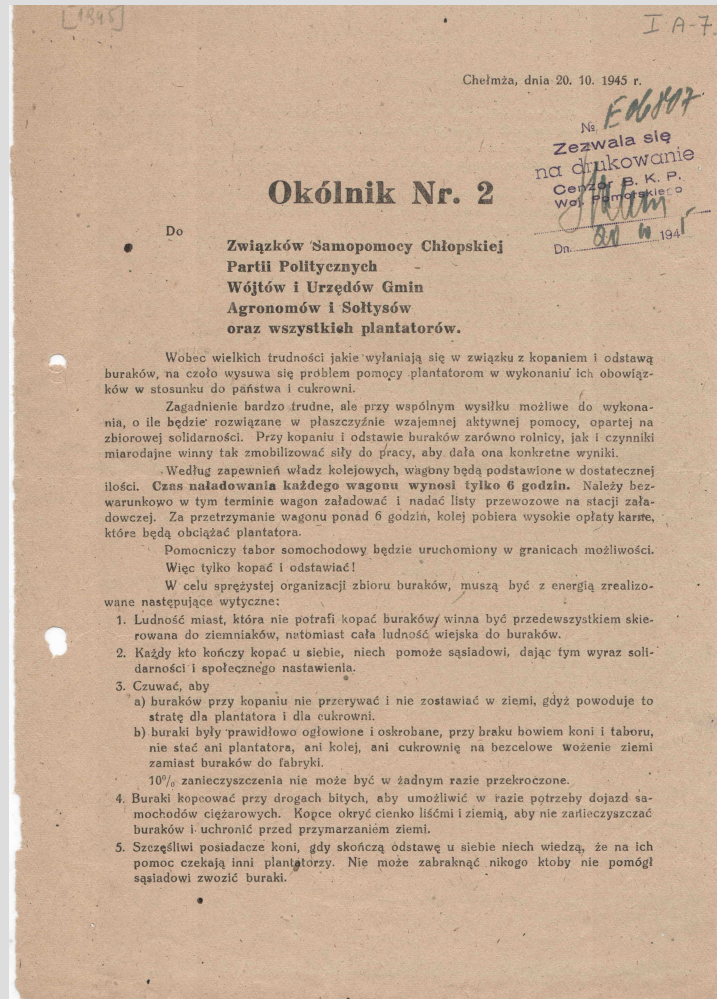 [1945]
I A-7
Chełmża, dnia 20. 10. 1945 r.
№ E06807
Zezwala się
na drukowanie
Cenzor B. K. P.
Woj. Pomorskiego
Dn. 20 10 1945
Okólnik Nr. 2
Do
Związków Samopomocy Chłopskiej
Partii Politycznych
Wójtów i Urzędów Gmin
Agronomów i Sołtysów
oraz wszystkich plantatorów.
Wobec wielkich trudności jakie wyłaniają się w związku z kopaniem i odstawą
buraków, na czoło wysuwa się problem pomocy plantatorom w wykonaniu ich obowiąz-
ków w stosunku do państwa i cukrowni.
Zagadnienie bardzo trudne, ale przy wspólnym wysiłku możliwe do wykona-
nia, o ile będzie rozwiązane w płaszczyźnie wzajemnej aktywnej pomocy, opartej na
zbiorowej solidarności. Przy kopaniu i odstawie buraków zarówno rolnicy, jak i czynniki
miarodajne winny tak zmobilizować siły do pracy, aby dała ona konkretne wyniki.
Według zapewnień władz kolejowych, wagony będą podstawione w dostatecznej
ilości. Czas naładowania każdego wagonu wynosi tylko 6 godzin. Należy bez-
warunkowo w tym terminie wagon załadować i nadać listy przewozowe na stacji zała-
dowczej. Za przetrzymanie wagonu ponad 6 godzin, kolej pobiera wysokie opłaty karne,
które będą obciążać plantatora.
Pomocniczy tabor samochodowy będzie uruchomiony w granicach możliwości.
Więc tylko kopać i odstawiać!
W celu sprężystej organizacji zbioru buraków, muszą być z energią zrealizo-
wane następujące wytyczne:
1. Ludność miast, która nie potrafi kopać buraków, winna być przedewszystkiem skie-
rowana do ziemniaków, natomiast cała ludność wiejska do buraków.
2. Każdy kto kończy kopać u siebie, niech pomoże sąsiadowi, dając tym wyraz soli-
darności i społecznego nastawienia.
3. Czuwać, aby
a) buraków przy kopaniu nie przerywać i nie zostawiać w ziemi, gdyż powoduje to
stratę dla plantatora i dla cukrowni.
b) buraki były prawidłowo ogłowione i oskrobane, przy braku bowiem koni i taboru,
nie stać ani plantatora, ani kolej, ani cukrownię na bezcelowe wożenie ziemi
zamiast buraków do fabryki.
10% zanieczyszczenia nie może być w żadnym razie przekroczone.
4. Buraki kopcować przy drogach bitych, aby umożliwić w razie potrzeby dojazd sa-
mochodów ciężarowych. Kopce okryć cienko liśćmi i ziemią, aby nie zanieczyszczać
buraków i uchronić przed przymarzaniem ziemi.
5. Szczęśliwi posiadacze koni, gdy skończą odstawę u siebie niech wiedzą, że na ich
pomoc czekają inni plantatorzy. Nie może zabraknąć nikogo ktoby nie pomógł
sąsiadowi zwozić buraki.